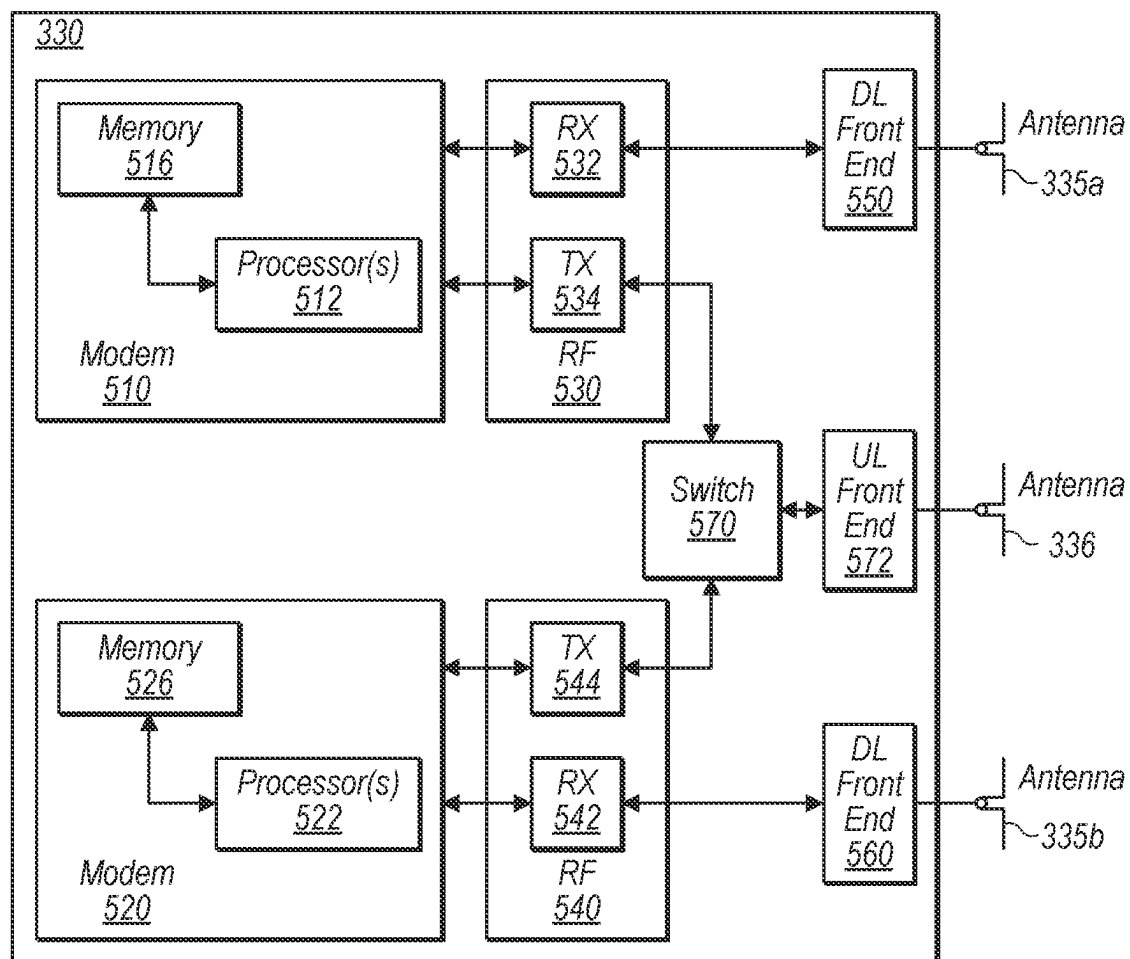 330
Memory
516
Processor(s)
512
Modem
510
RX
532
TX
534
RF
530
DL
Front
End
550
Antenna
335a
Switch
570
UL
Front
End
572
Antenna
336
Memory
526
Processor(s)
522
Modem
520
TX
544
RX
542
RF
540
DL
Front
End
560
Antenna
335b